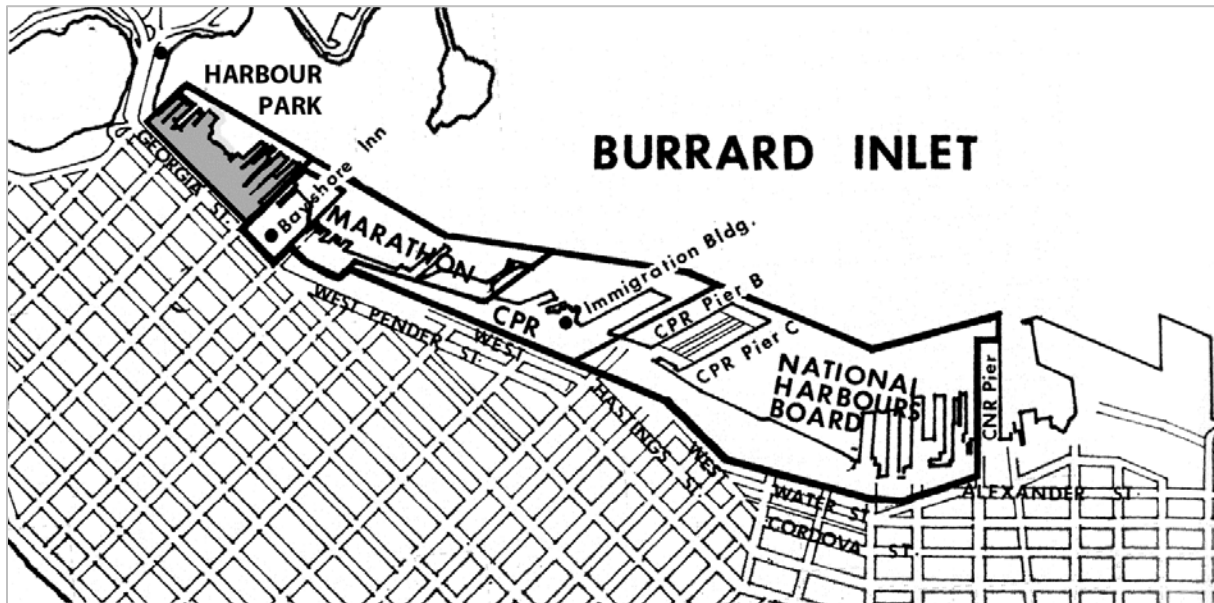 HARBOUR
PARK
BURRARD INLET
GEORGIA ST.
Bayshore Inn
MARATHON
Immigration Bldg.
CPR
CPR Pier B
CPR Pier C
WEST PENDER ST.
WEST HASTINGS ST.
NATIONAL
HARBOURS
BOARD
CNR Pier
WEST
WATER ST.
CORDOVA ST.
ALEXANDER ST.